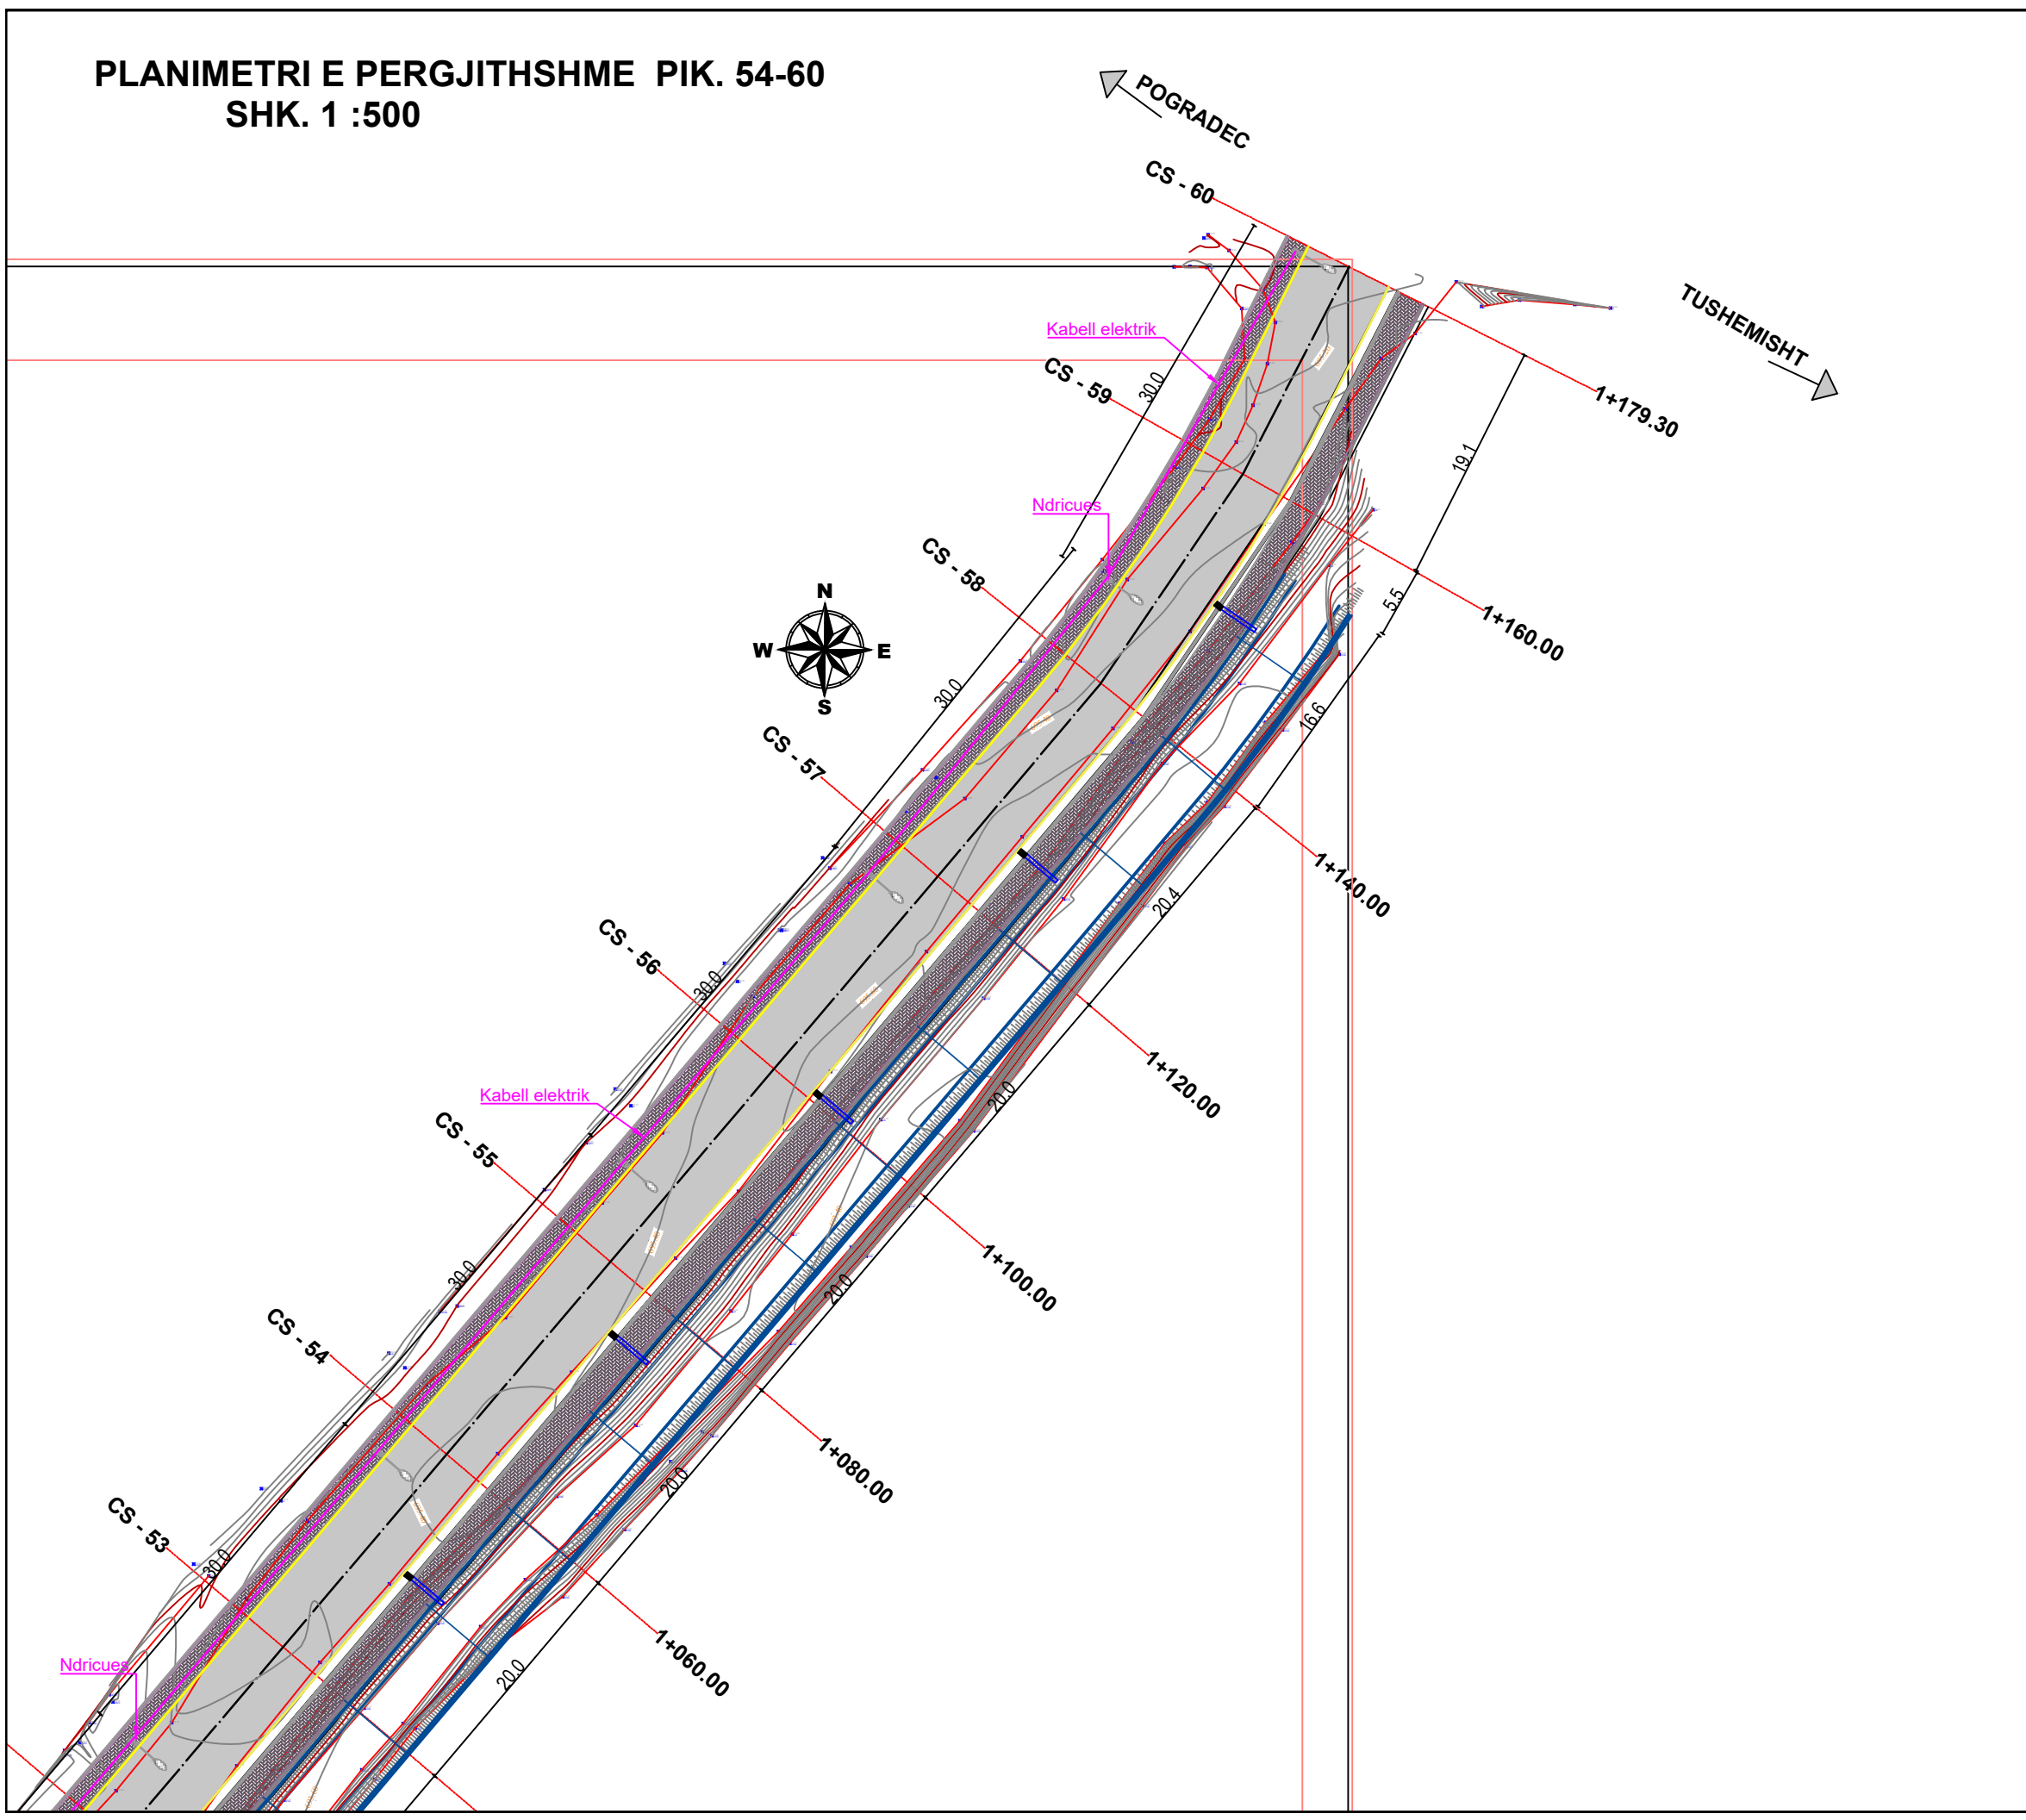 PLANIMETRI E PERGJITHSHME PIK. 54-60
SHK. 1 :500
POGRADEC
CS - 60
TUSHEMISHT
Kabell elektrik
CS - 59
30.0
1+179.30
19.1
Ndricues
CS - 58
5.5
1+160.00
N
W
E
S
30.0
16.6
CS - 57
1+140.00
20.4
CS - 56
30.0
1+120.00
20.0
Kabell elektrik
CS - 55
1+100.00
30.0
20.0
CS - 54
1+080.00
20.0
CS - 53
30.0
1+060.00
20.0
Ndricues